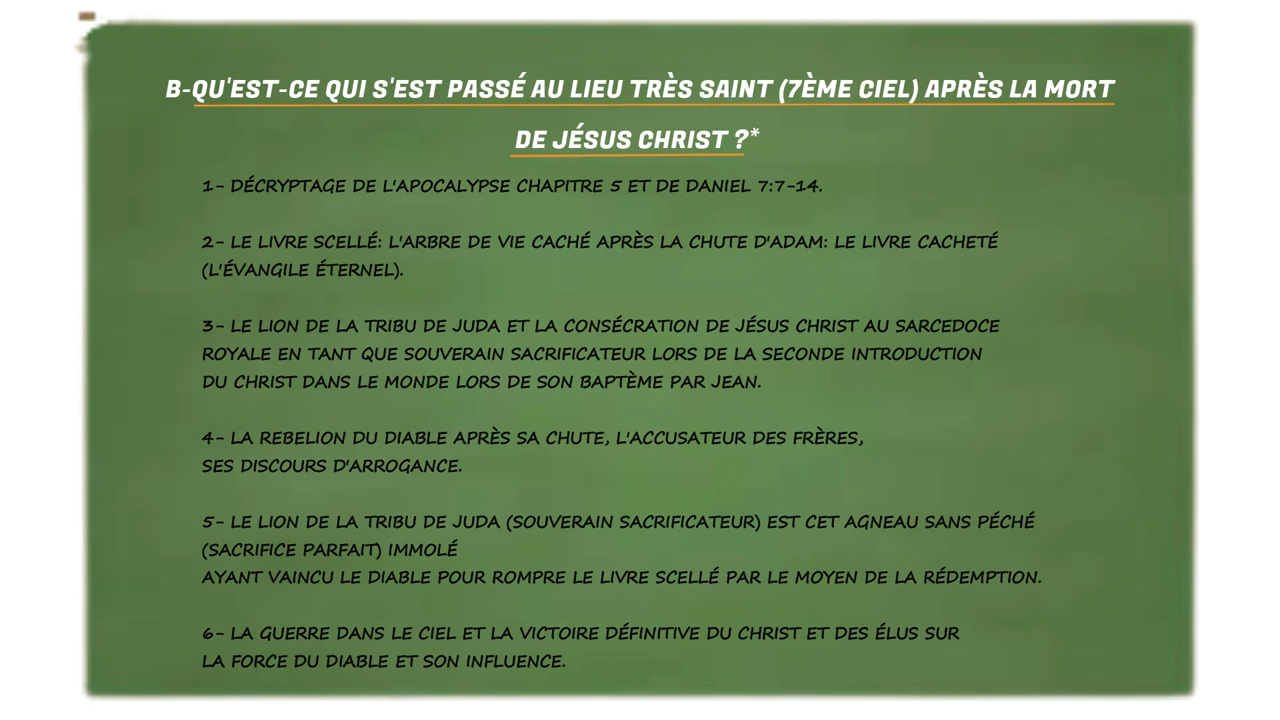 B-QU'EST-CE QUI S'EST PASSÉ AU LIEU TRÈS SAINT (7ÈME CIEL) APRÈS LA MORT
DE JÉSUS CHRIST ?*
1- DÉCRYPTAGE DE L'APOCALYPSE CHAPITRE 5 ET DE DANIEL 7:7-14.
2- LE LIVRE SCELLÉ: L'ARBRE DE VIE CACHÉ APRÈS LA CHUTE D'ADAM: LE LIVRE CACHETÉ
(L'ÉVANGILE ÉTERNEL).
3- LE LION DE LA TRIBU DE JUDA ET LA CONSÉCRATION DE JÉSUS CHRIST AU SARCEDOCE
ROYALE EN TANT QUE SOUVERAIN SACRIFICATEUR LORS DE LA SECONDE INTRODUCTION
DU CHRIST DANS LE MONDE LORS DE SON BAPTÈME PAR JEAN.
4- LA REBELION DU DIABLE APRÈS SA CHUTE, L'ACCUSATEUR DES FRÈRES,
SES DISCOURS D'ARROGANCE.
5- LE LION DE LA TRIBU DE JUDA (SOUVERAIN SACRIFICATEUR) EST CET AGNEAU SANS PÉCHÉ
(SACRIFICE PARFAIT) IMMOLÉ
AYANT VAINCU LE DIABLE POUR ROMPRE LE LIVRE SCELLÉ PAR LE MOYEN DE LA RÉDEMPTION.
6- LA GUERRE DANS LE CIEL ET LA VICTOIRE DÉFINITIVE DU CHRIST ET DES ÉLUS SUR
LA FORCE DU DIABLE ET SON INFLUENCE.